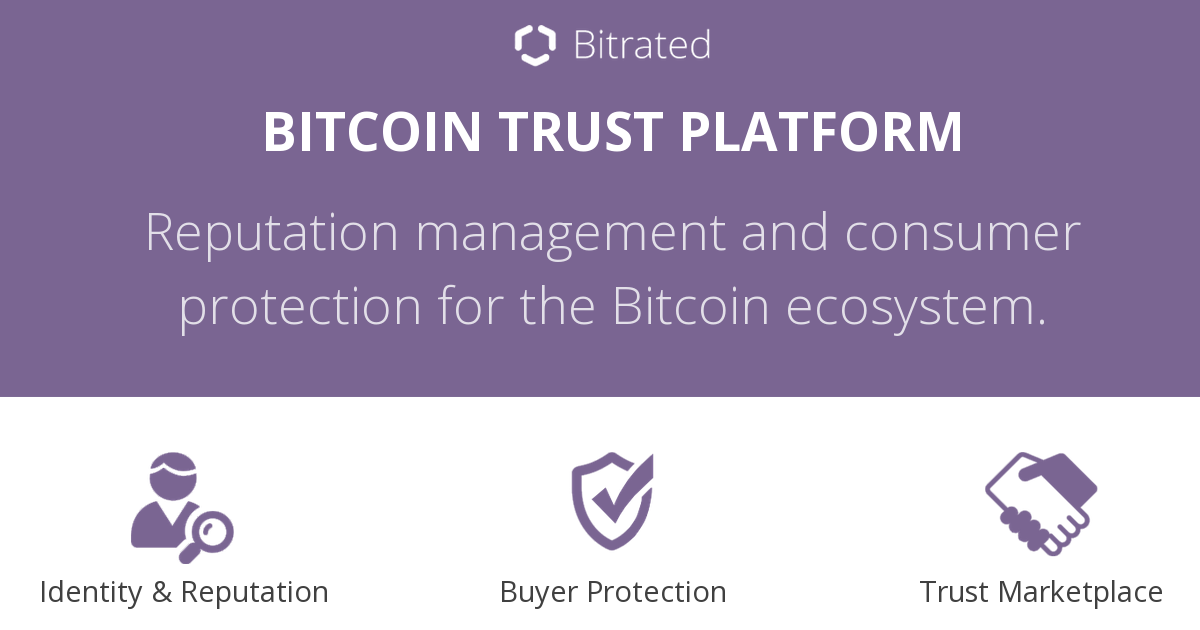 Bitrated
BITCOIN TRUST PLATFORM
Reputation management and consumer
protection for the Bitcoin ecosystem.
Identity & Reputation
Buyer Protection
Trust Marketplace